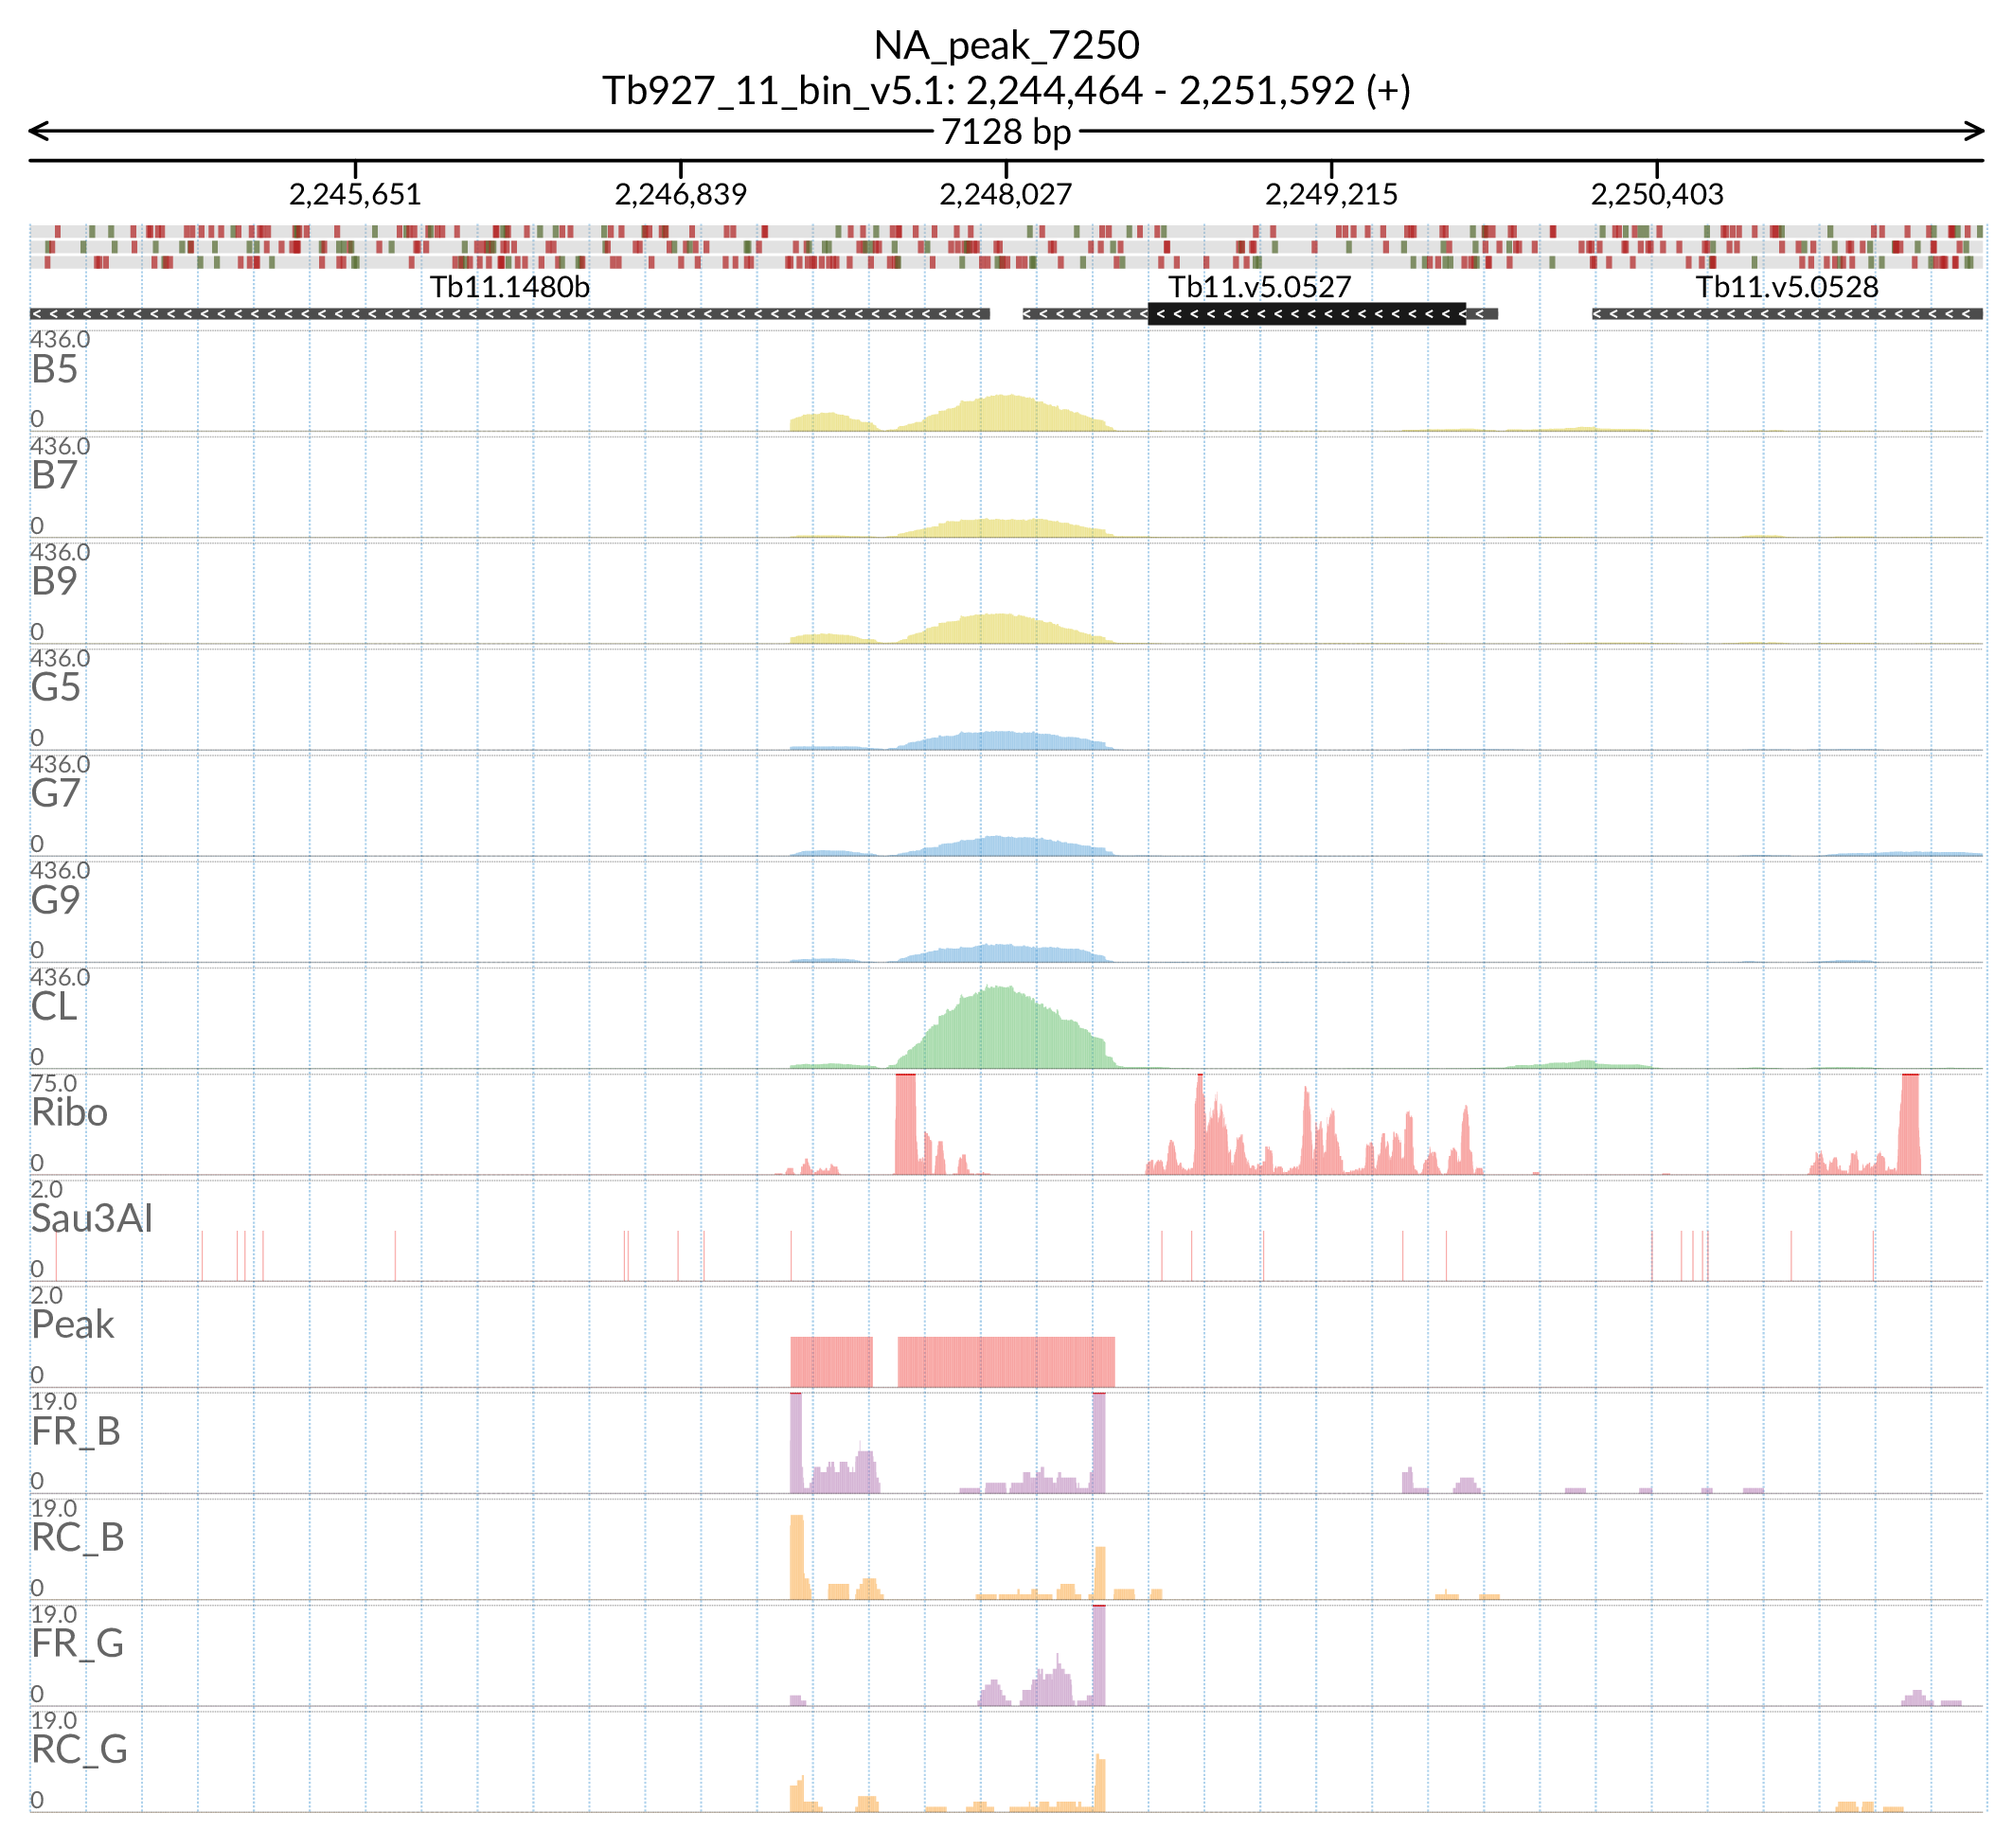 NA_peak_7250
Tb927_11_bin_v5.1: 2,244,464 - 2,251,592 (+)
7128 bp
2,245,651 2,246,839 2,248,027 2,249,215 2,250,403
Tb11.1480b Tb11.v5.0527 Tb11.v5.0528
436.0
B5
0
436.0
B7
0
436.0
B9
0
436.0
G5
0
436.0
G7
0
436.0
G9
0
436.0
CL
0
75.0
Ribo
0
2.0
Sau3AI
0
2.0
Peak
0
19.0
FR_B
0
19.0
RC_B
0
19.0
FR_G
0
19.0
RC_G
0